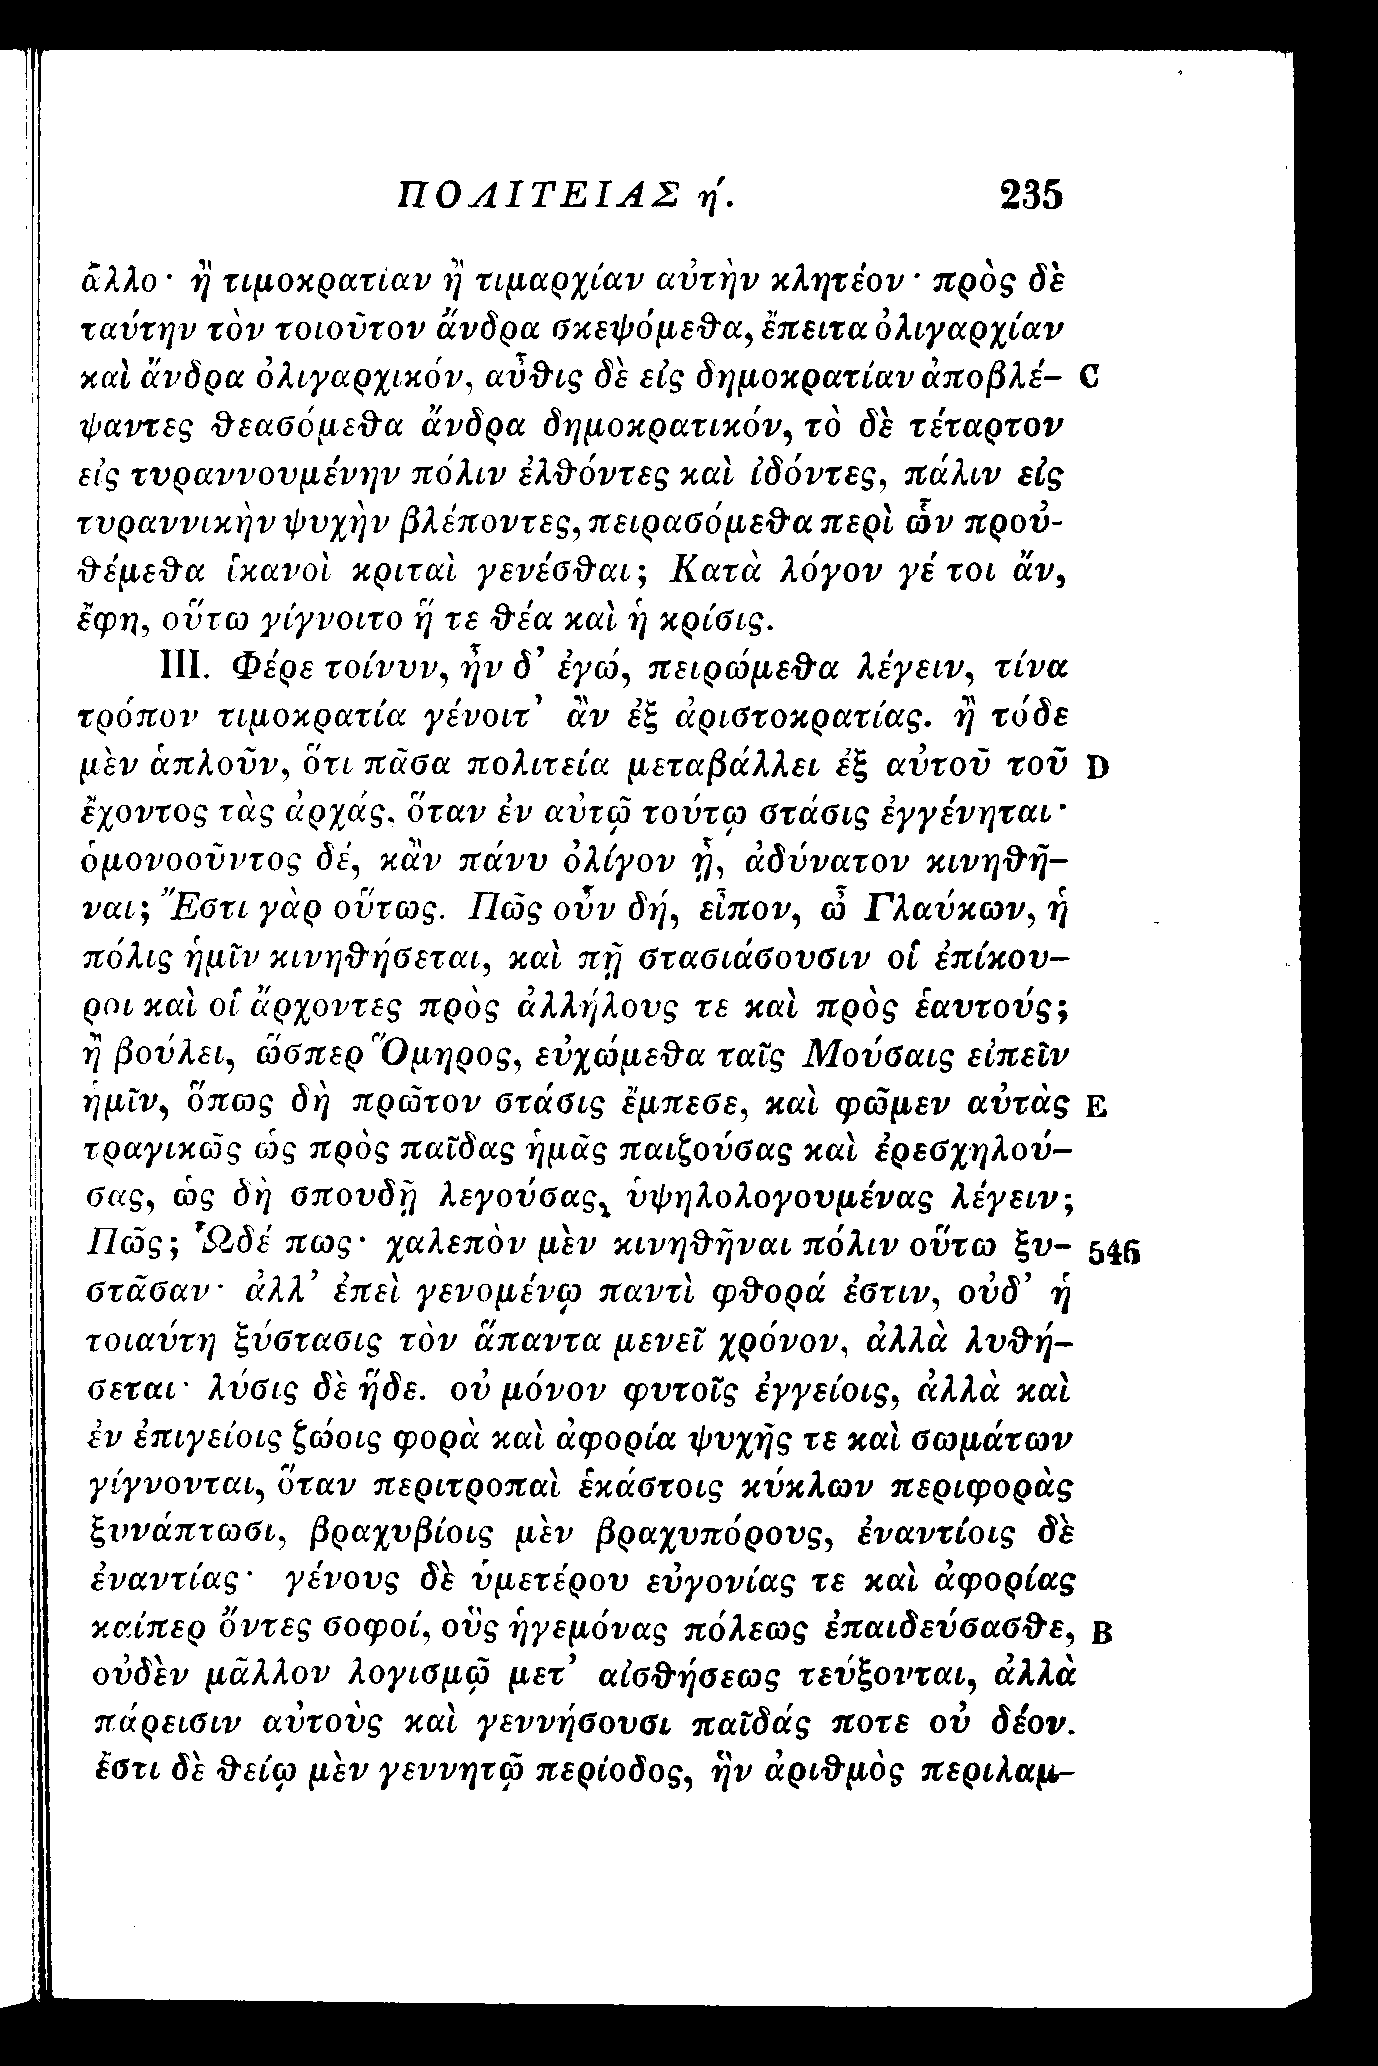 ΠΟΛΙΤΕΙΑΣ η΄. 235
ἄλλο· ἢ τιμοκρατίαν ἢ τιμαρχίαν αὐτὴν κλητέον· πρὸς δὲ
ταύτην τὸν τοιοῦτον ἄνδρα σκεψόμεϑα, ἔπειτα ὀλιγαρχίαν
καὶ ἄνδρα ὀλιγαρχικόν, αὖϑις δὲ εἰς δημοκρατίαν ἀποβλέ- C
ψαντες ϑεασόμεϑα ἄνδρα δημοκρατικόν, τὸ δὲ τέταρτον
εἰς τυραννουμένην πόλιν ἐλϑόντες καὶ ἰδόντες, πάλιν εἰς
τυραννικὴν ψυχὴν βλέποντες, πειρασόμεϑα περὶ ὧν προὐ-
ϑέμεϑα ἱκανοὶ κριταὶ γενέσϑαι; Κατὰ λόγον γέ τοι ἄν,
ἔφη, οὕτω γίγνοιτο ἥ τε ϑέα καὶ ἡ κρίσις.
III. Φέρε τοίνυν, ἦν δ’ ἐγώ, πειρώμεϑα λέγειν, τίνα
τρόπον τιμοκρατία γένοιτ’ ἂν ἐξ ἀριστοκρατίας. ἢ τόδε
μὲν ἁπλοῦν, ὅτι πᾶσα πολιτεία μεταβάλλει ἐξ αὐτοῦ τοῦ D
ἔχοντος τὰς ἀρχάς, ὅταν ἐν αὐτῷ τούτῳ στάσις ἐγγένηται·
ὁμονοοῦντος δέ, κἂν πάνυ ὀλίγον ᾖ, ἀδύνατον κινηϑῆ-
ναι; Ἔστι γὰρ οὕτως. Πῶς οὖν δή, εἶπον, ὦ Γλαύκων, ἡ
πόλις ἡμῖν κινηϑήσεται, καὶ πῇ στασιάσουσιν οἱ ἐπίκου-
ροι καὶ οἱ ἄρχοντες πρὸς ἀλλήλους τε καὶ πρὸς ἑαυτούς;
ἢ βούλει, ὥσπερ Ὅμηρος, εὐχώμεϑα ταῖς Μούσαις εἰπεῖν
ἡμῖν, ὅπως δὴ πρῶτον στάσις ἔμπεσε, καὶ φῶμεν αὐτὰς E
τραγικῶς ὡς πρὸς παῖδας ἡμᾶς παιζούσας καὶ ἐρεσχηλού-
σας, ὡς δὴ σπουδῇ λεγούσας, ὑψηλολογουμένας λέγειν;
Πῶς; Ὧδέ πως· χαλεπὸν μὲν κινηϑῆναι πόλιν οὕτω ξυ- 546
στᾶσαν· ἀλλ’ ἐπεὶ γενομένῳ παντὶ φϑορά ἐστιν, οὐδ’ ἡ
τοιαύτη ξύστασις τὸν ἅπαντα μενεῖ χρόνον, ἀλλὰ λυϑή-
σεται· λύσις δὲ ἥδε. οὐ μόνον φυτοῖς ἐγγείοις, ἀλλὰ καὶ
ἐν ἐπιγείοις ζώοις φορὰ καὶ ἀφορία ψυχῆς τε καὶ σωμάτων
γίγνονται, ὅταν περιτροπαὶ ἑκάστοις κύκλων περιφορὰς
ξυνάπτωσι, βραχυβίοις μὲν βραχυπόρους, ἐναντίοις δὲ
ἐναντίας· γένους δὲ ὑμετέρου εὐγονίας τε καὶ ἀφορίας
καίπερ ὄντες σοφοί, οὓς ἡγεμόνας πόλεως ἐπαιδεύσασϑε, B
οὐδὲν μᾶλλον λογισμῷ μετ’ αἰσϑήσεως τεύξονται, ἀλλὰ
πάρεισιν αὐτοὺς καὶ γεννήσουσι παῖδάς ποτε οὐ δέον.
ἔστι δὲ ϑείῳ μὲν γεννητῷ περίοδος, ἣν ἀριϑμὸς περιλαμ-